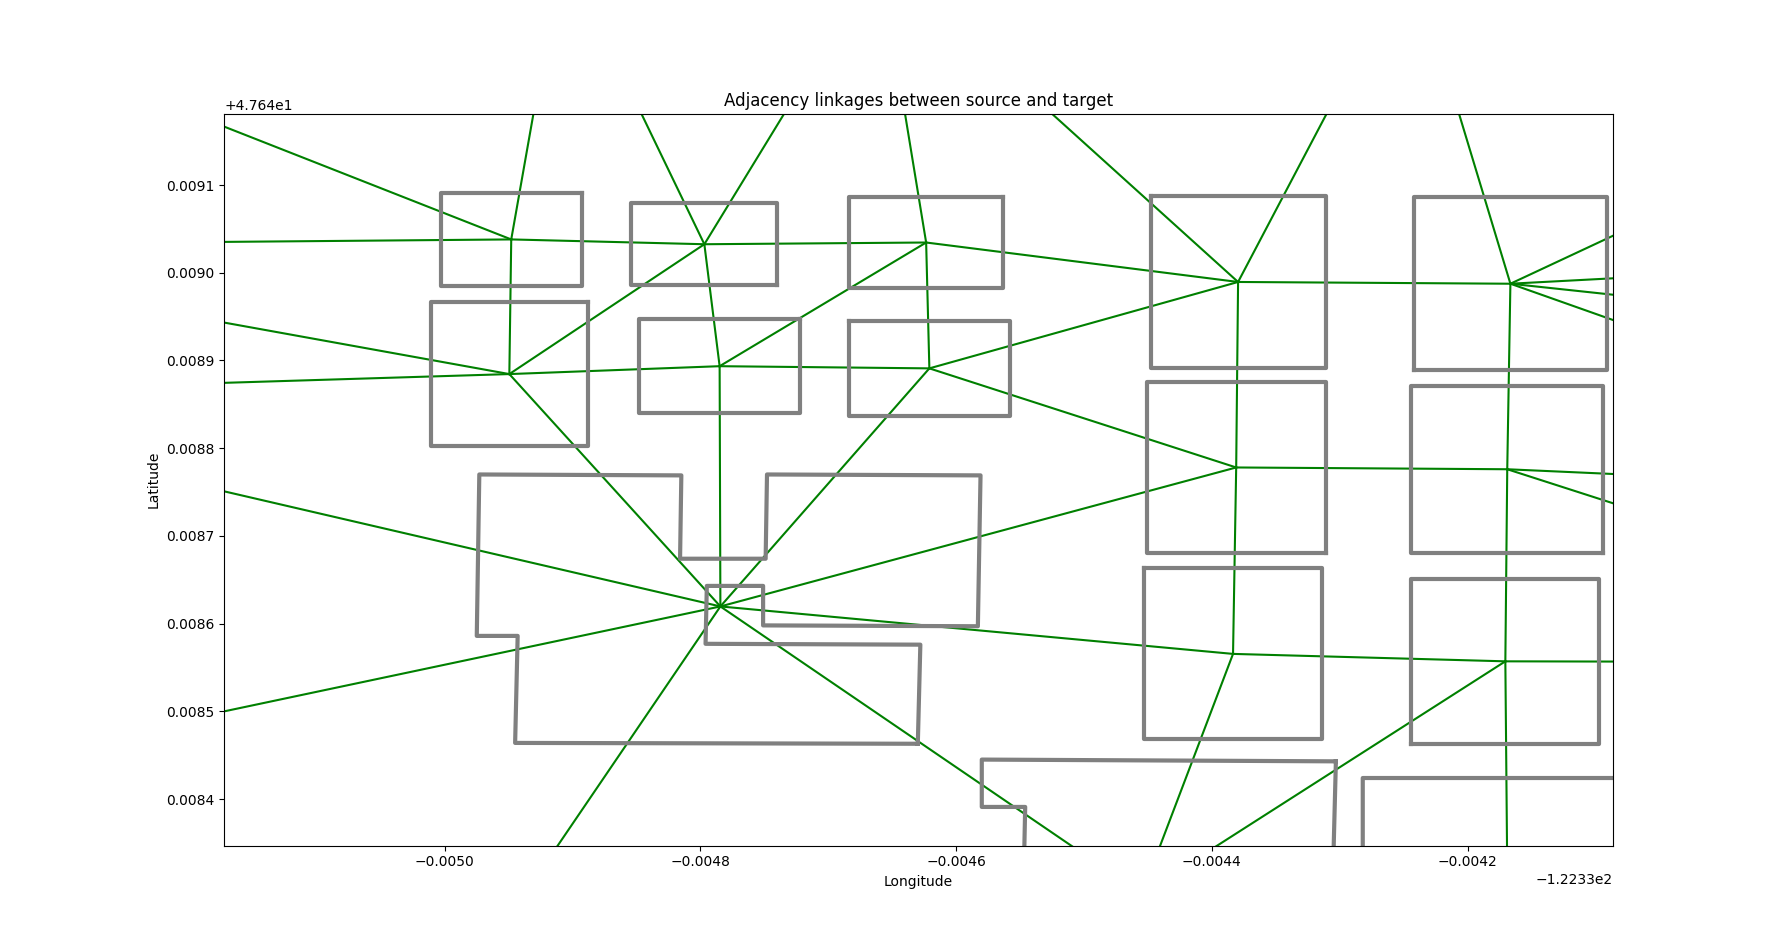 Adjacency linkages between source and target
+4.764e1
0.0091
0.0090
0.0089
0.0088
0.0087
0.0086
0.0085
0.0084
Latitude
−0.0050 −0.0048 −0.0046 −0.0044 −0.0042
Longitude
−1.2233e2